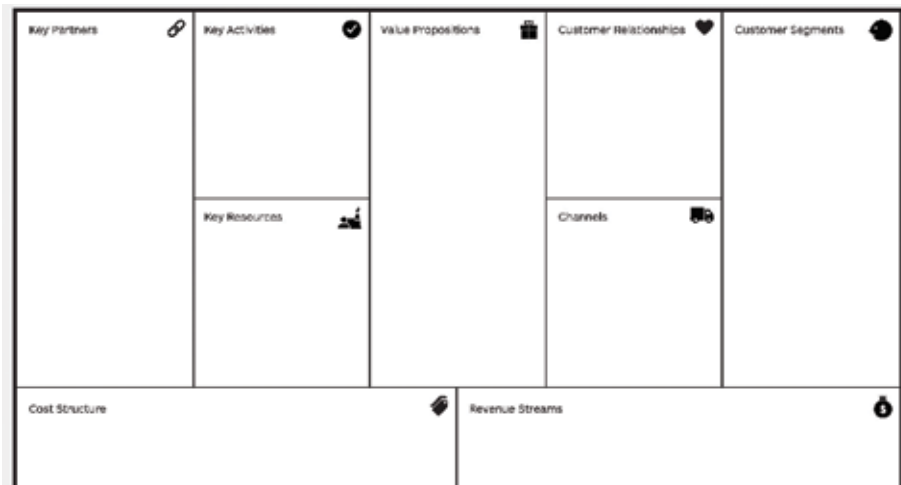 Key Partners
Key Activities
Value Propositions
Customer Relationships
Customer Segments
Key Resources
Channels
Cost Structure
Revenue Streams